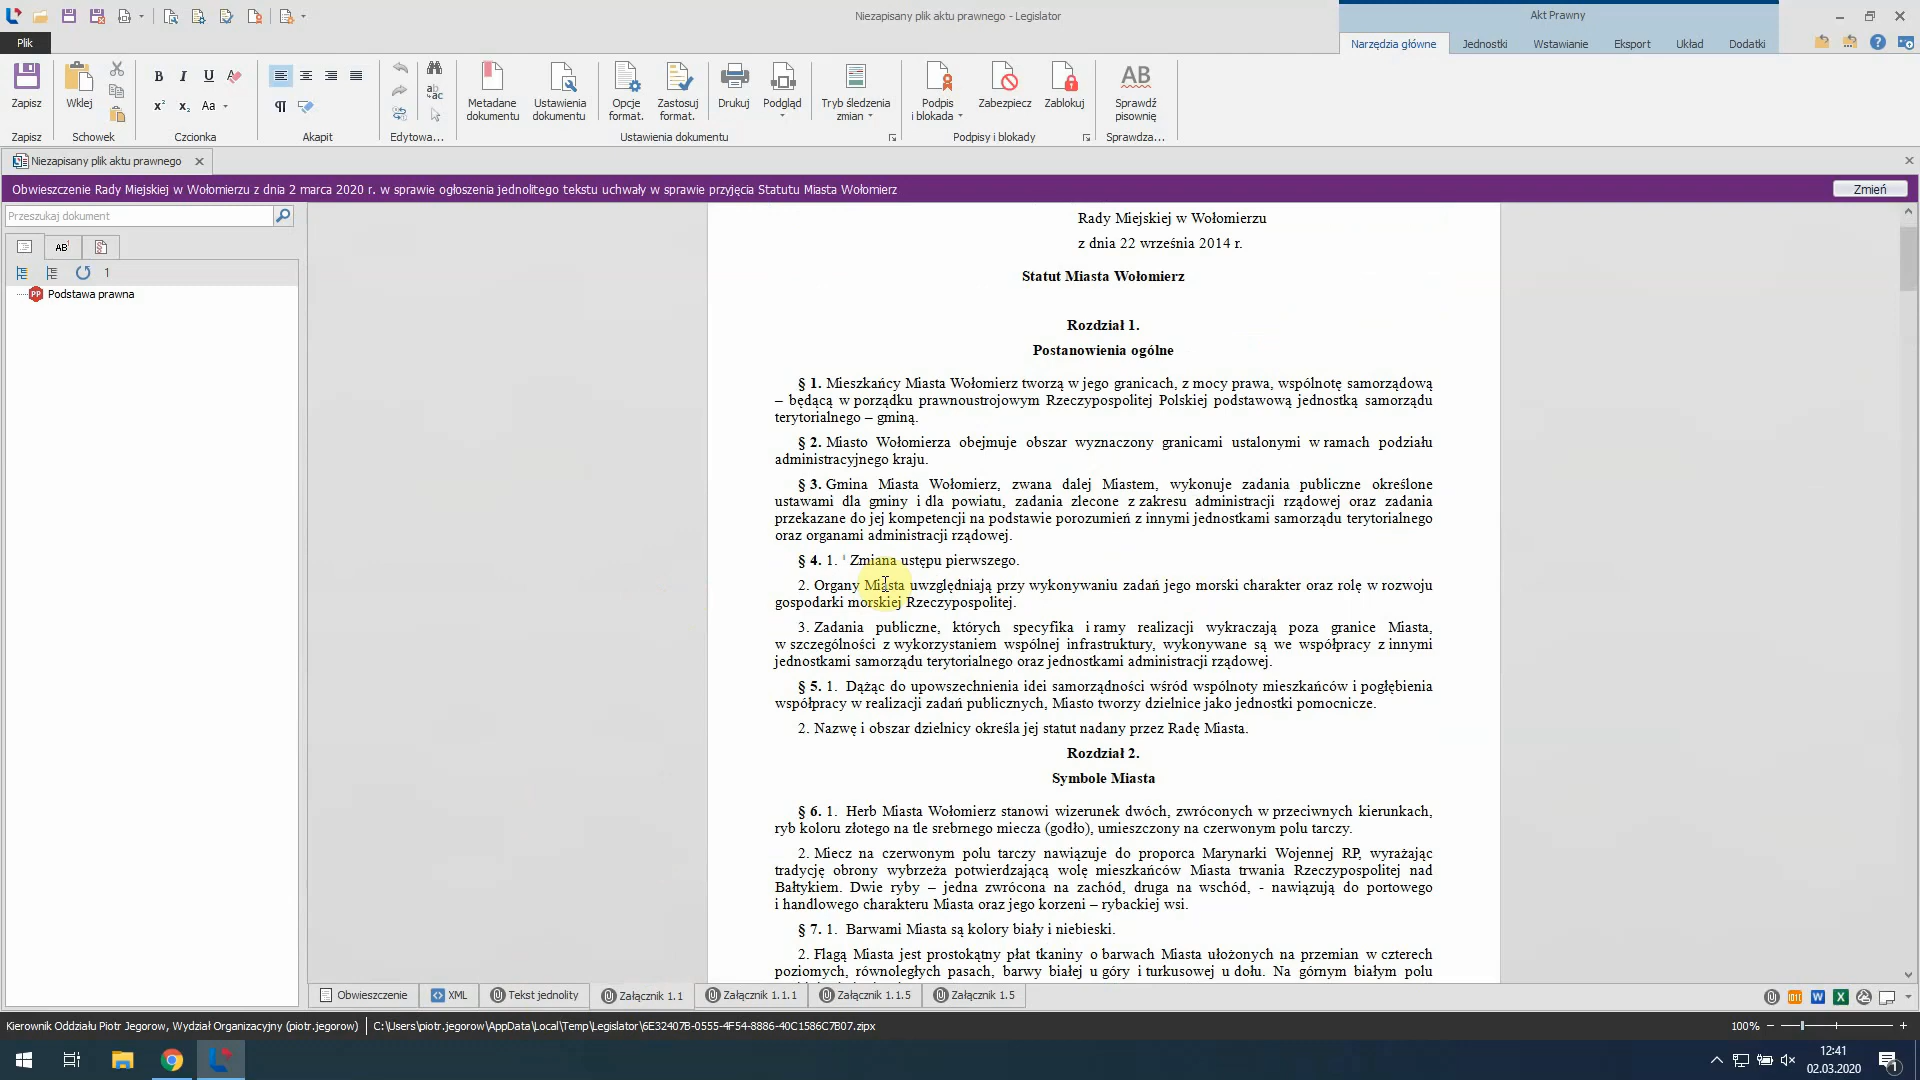 Niezapisany plik aktu prawnego - Legislator
Akt Prawny
Plik
Narzędzia główne
Jednostki
Wstawianie
Eksport
Układ
Dodatki
Zapisz
Wklej
B I U
x² x₂ Aa
Metadane
dokumentu
Ustawienia
dokumentu
Opcje
format.
Zastosuj
format.
Drukuj
Podgląd
Tryb śledzenia
zmian
Podpis
i blokada
Zabezpiecz
Zablokuj
AB
Sprawdź
pisownię
Zapisz
Schowek
Czcionka
Akapit
Edytowa...
Ustawienia dokumentu
Podpisy i blokady
Sprawdza...
Niezapisany plik aktu prawnego
Obwieszczenie Rady Miejskiej w Wołomierzu z dnia 2 marca 2020 r. w sprawie ogłoszenia jednolitego tekstu uchwały w sprawie przyjęcia Statutu Miasta Wołomierz
Zmień
Przeszukaj dokument
AB¹
1
PP Podstawa prawna
Rady Miejskiej w Wołomierzu
z dnia 22 września 2014 r.
Statut Miasta Wołomierz
Rozdział 1.
Postanowienia ogólne
§ 1. Mieszkańcy Miasta Wołomierz tworzą w jego granicach, z mocy prawa, wspólnotę samorządową
– będącą w porządku prawnoustrojowym Rzeczypospolitej Polskiej podstawową jednostką samorządu
terytorialnego – gminą.
§ 2. Miasto Wołomierza obejmuje obszar wyznaczony granicami ustalonymi w ramach podziału
administracyjnego kraju.
§ 3. Gmina Miasta Wołomierz, zwana dalej Miastem, wykonuje zadania publiczne określone
ustawami dla gminy i dla powiatu, zadania zlecone z zakresu administracji rządowej oraz zadania
przekazane do jej kompetencji na podstawie porozumień z innymi jednostkami samorządu terytorialnego
oraz organami administracji rządowej.
§ 4. 1. ¹ Zmiana ustępu pierwszego.
2. Organy Miasta uwzględniają przy wykonywaniu zadań jego morski charakter oraz rolę w rozwoju
gospodarki morskiej Rzeczypospolitej.
3. Zadania publiczne, których specyfika i ramy realizacji wykraczają poza granice Miasta,
w szczególności z wykorzystaniem wspólnej infrastruktury, wykonywane są we współpracy z innymi
jednostkami samorządu terytorialnego oraz jednostkami administracji rządowej.
§ 5. 1. Dążąc do upowszechnienia idei samorządności wśród wspólnoty mieszkańców i pogłębienia
współpracy w realizacji zadań publicznych, Miasto tworzy dzielnice jako jednostki pomocnicze.
2. Nazwę i obszar dzielnicy określa jej statut nadany przez Radę Miasta.
Rozdział 2.
Symbole Miasta
§ 6. 1. Herb Miasta Wołomierz stanowi wizerunek dwóch, zwróconych w przeciwnych kierunkach,
ryb koloru złotego na tle srebrnego miecza (godło), umieszczony na czerwonym polu tarczy.
2. Miecz na czerwonym polu tarczy nawiązuje do proporca Marynarki Wojennej RP, wyrażając
tradycję obrony wybrzeża potwierdzającą wolę mieszkańców Miasta trwania Rzeczypospolitej nad
Bałtykiem. Dwie ryby – jedna zwrócona na zachód, druga na wschód, - nawiązują do portowego
i handlowego charakteru Miasta oraz jego korzeni – rybackiej wsi.
§ 7. 1. Barwami Miasta są kolory biały i niebieski.
2. Flagą Miasta jest prostokątny płat tkaniny o barwach Miasta ułożonych na przemian w czterech
poziomych, równoległych pasach, barwy białej u góry i turkusowej u dołu. Na górnym białym polu
Obwieszczenie
XML
Tekst jednolity
Załącznik 1.1
Załącznik 1.1.1
Załącznik 1.1.5
Załącznik 1.5
Kierownik Oddziału Piotr Jegorow, Wydział Organizacyjny (piotr.jegorow)
C:\Users\piotr.jegorow\AppData\Local\Temp\Legislator\6E32407B-0555-4F54-8886-40C1586C7B07.zipx
100%
12:41
02.03.2020
1